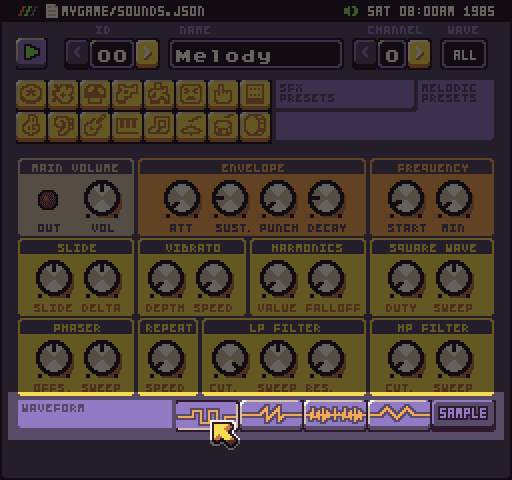 MYGAME/SOUNDS.JSON SAT 08:00AM 1985
ID NAME CHANNEL WAVE
00 Melody 0 ALL
SFX PRESETS
MELODIC PRESETS
MAIN VOLUME ENVELOPE FREQUENCY
OUT VOL ATT SUST. PUNCH DECAY START MIN
SLIDE VIBRATO HARMONICS SQUARE WAVE
SLIDE DELTA DEPTH SPEED VALUE FALLOFF DUTY SWEEP
PHASER REPEAT LP FILTER HP FILTER
OFFS. SWEEP SPEED CUT. SWEEP RES. CUT. SWEEP
WAVEFORM SAMPLE